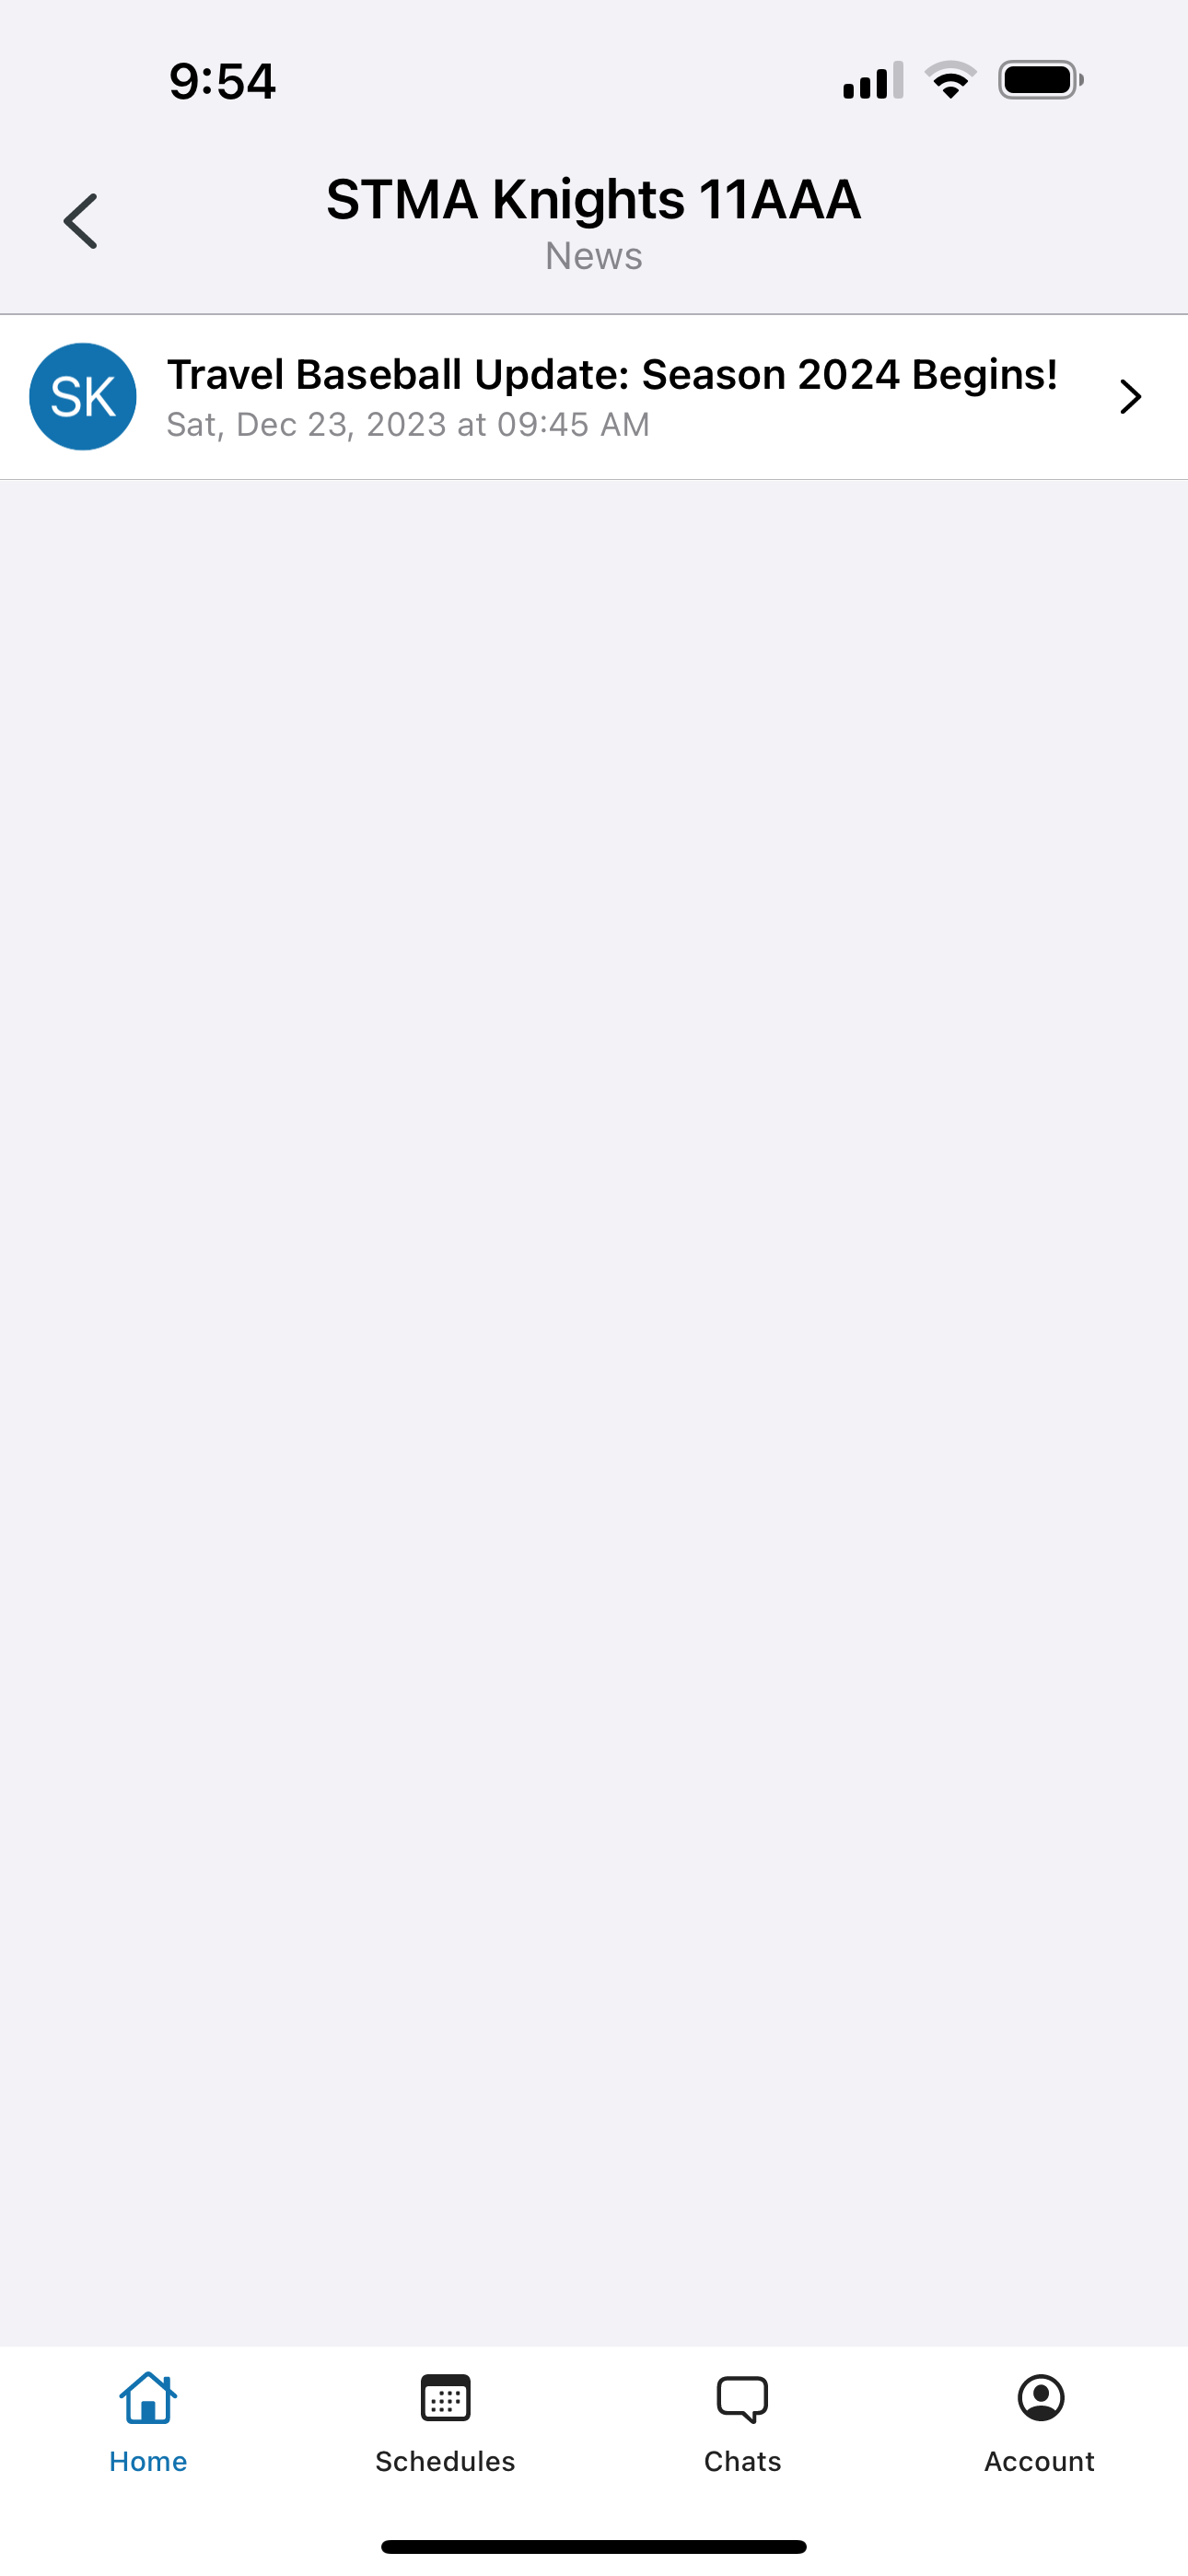 9:54
STMA Knights 11AAA
News
SK
Travel Baseball Update: Season 2024 Begins!
Sat, Dec 23, 2023 at 09:45 AM
Home
Schedules
Chats
Account